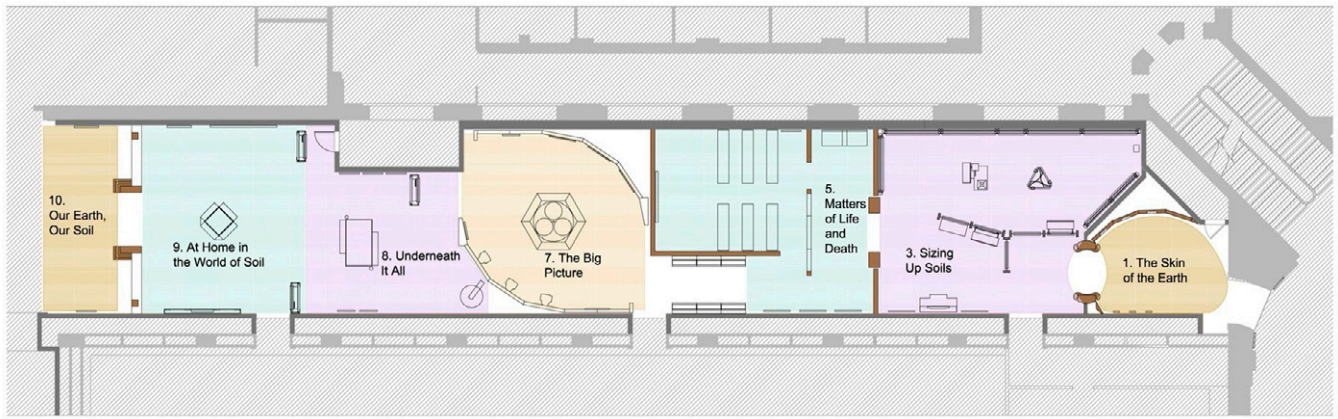 10.
Our Earth,
Our Soil
9. At Home in
the World of Soil
8. Underneath
It All
7. The Big
Picture
5.
Matters
of Life
and
Death
3. Sizing
Up Soils
1. The Skin
of the Earth